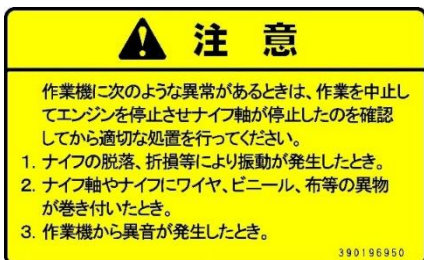 注 意
作業機に次のような異常があるときは、作業を中止し
てエンジンを停止させナイフ軸が停止したのを確認
してから適切な処置を行ってください。
1. ナイフの脱落、折損等により振動が発生したとき。
2. ナイフ軸やナイフにワイヤ、ビニール、布等の異物
が巻き付いたとき。
3. 作業機から異音が発生したとき。
390196950